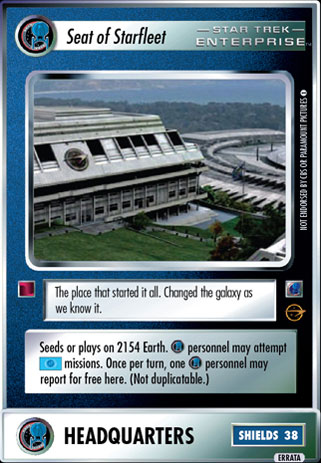 Seat of Starfleet
STAR TREK
ENTERPRISE™
NOT ENDORSED BY CBS OR PARAMOUNT PICTURES
The place that started it all. Changed the galaxy as
we know it.
Seeds or plays on 2154 Earth. personnel may attempt
missions. Once per turn, one personnel may
report for free here. (Not duplicatable.)
HEADQUARTERS
SHIELDS 38
ERRATA